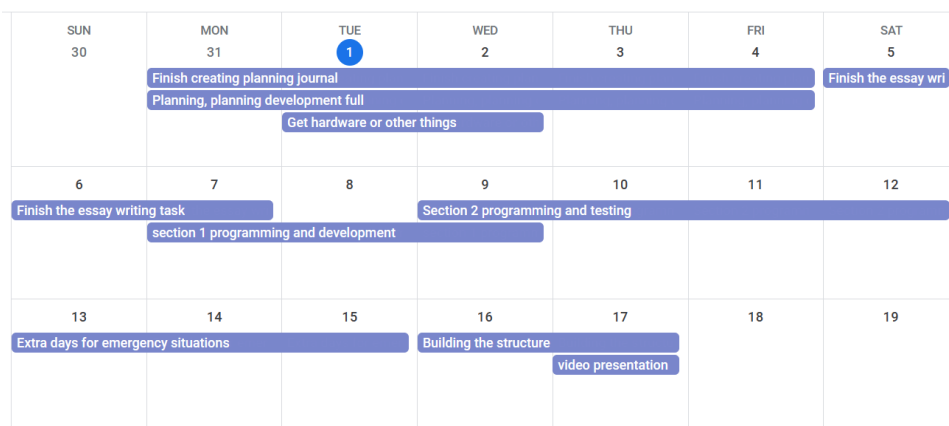 SUN MON TUE WED THU FRI SAT
30 31 1 2 3 4 5
Finish creating planning journal Finish the essay wri
Planning, planning development full
Get hardware or other things
6 7 8 9 10 11 12
Finish the essay writing task Section 2 programming and testing
section 1 programming and development
13 14 15 16 17 18 19
Extra days for emergency situations Building the structure
video presentation